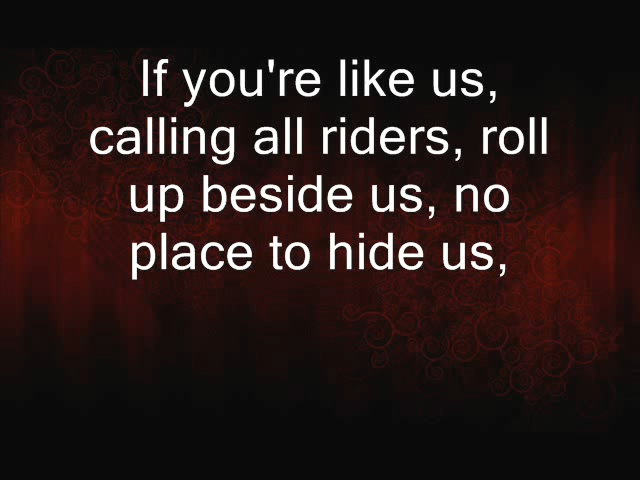 If you're like us,
calling all riders, roll
up beside us, no
place to hide us,